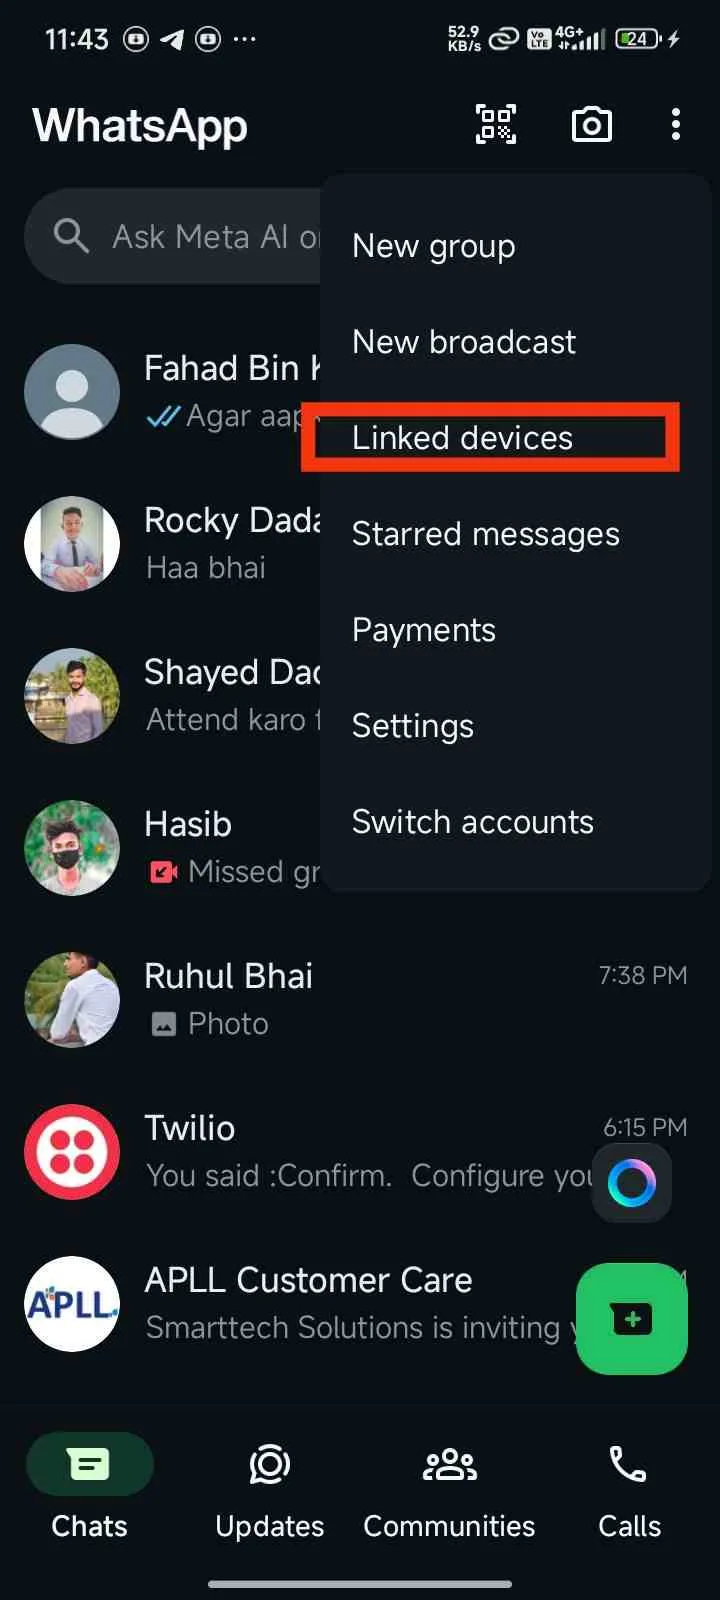 11:43
52.9 KB/s
Vo LTE
4G+
24
WhatsApp
Ask Meta AI o
New group
New broadcast
Linked devices
Starred messages
Payments
Settings
Switch accounts
Fahad Bin K
Agar aap
Rocky Dada
Haa bhai
Shayed Dad
Attend karo
Hasib
Missed gr
Ruhul Bhai
7:38 PM
Photo
Twilio
6:15 PM
You said :Confirm. Configure you
APLL
APLL Customer Care
Smarttech Solutions is inviting y
Chats
Updates
Communities
Calls